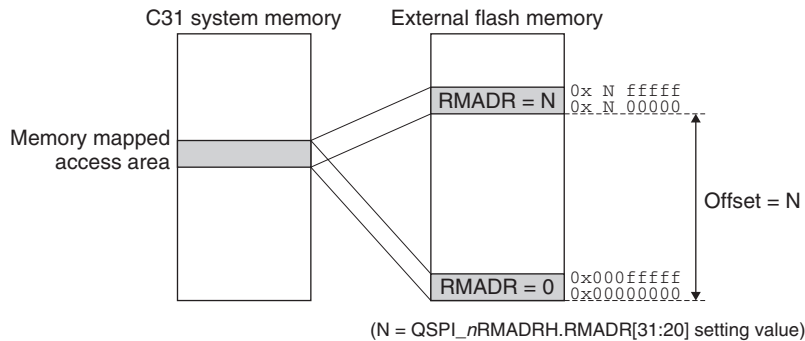 C31 system memory
External flash memory
RMADR = N
0x N fffff
0x N 00000
Memory mapped
access area
Offset = N
RMADR = 0
0x000fffff
0x00000000
(N = QSPI_nRMADRH.RMADR[31:20] setting value)